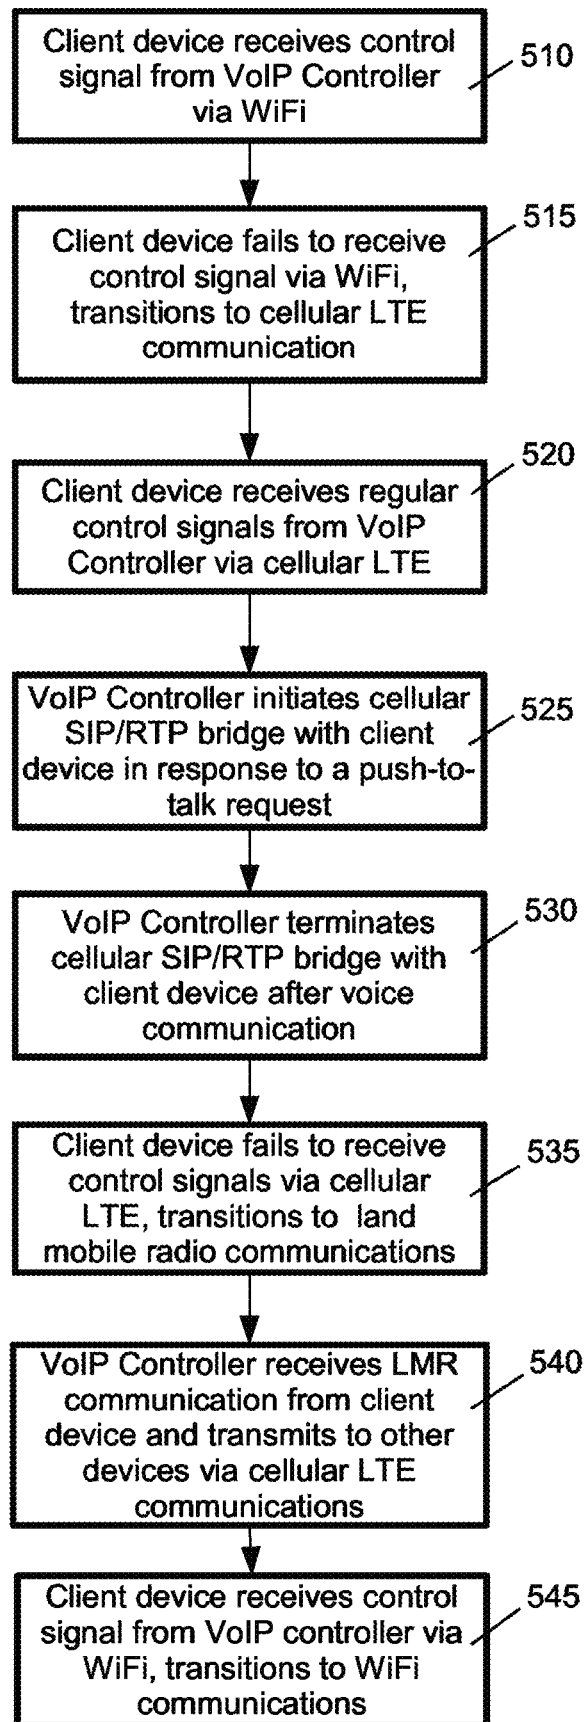 Client device receives control
signal from VoIP Controller
via WiFi
510
Client device fails to receive
control signal via WiFi,
transitions to cellular LTE
communication
515
Client device receives regular
control signals from VoIP
Controller via cellular LTE
520
VoIP Controller initiates cellular
SIP/RTP bridge with client
device in response to a push-to-
talk request
525
VoIP Controller terminates
cellular SIP/RTP bridge with
client device after voice
communication
530
Client device fails to receive
control signals via cellular
LTE, transitions to land
mobile radio communications
535
VoIP Controller receives LMR
communication from client
device and transmits to other
devices via cellular LTE
communications
540
Client device receives control
signal from VoIP controller via
WiFi, transitions to WiFi
communications
545